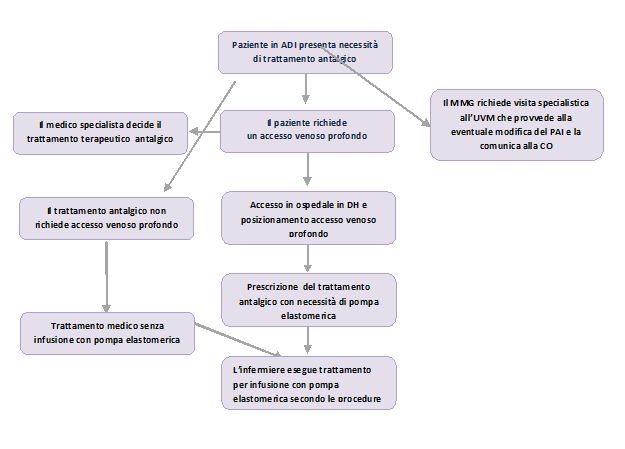 Paziente in ADI presenta necessità
di trattamento antalgico
Il MMG richiede visita specialistica
all'UVM che provvede alla
eventuale modifica del PAI e la
comunica alla CO
Il medico specialista decide il
trattamento terapeutico antalgico
Il paziente richiede
un accesso venoso profondo
Il trattamento antalgico non
richiede accesso venoso profondo
Accesso in ospedale in DH e
posizionamento accesso venoso
profondo
Prescrizione del trattamento
antalgico con necessità di pompa
elastomerica
Trattamento medico senza
infusione con pompa elastomerica
L'infermiere esegue trattamento
per infusione con pompa
elastomerica secondo le procedure